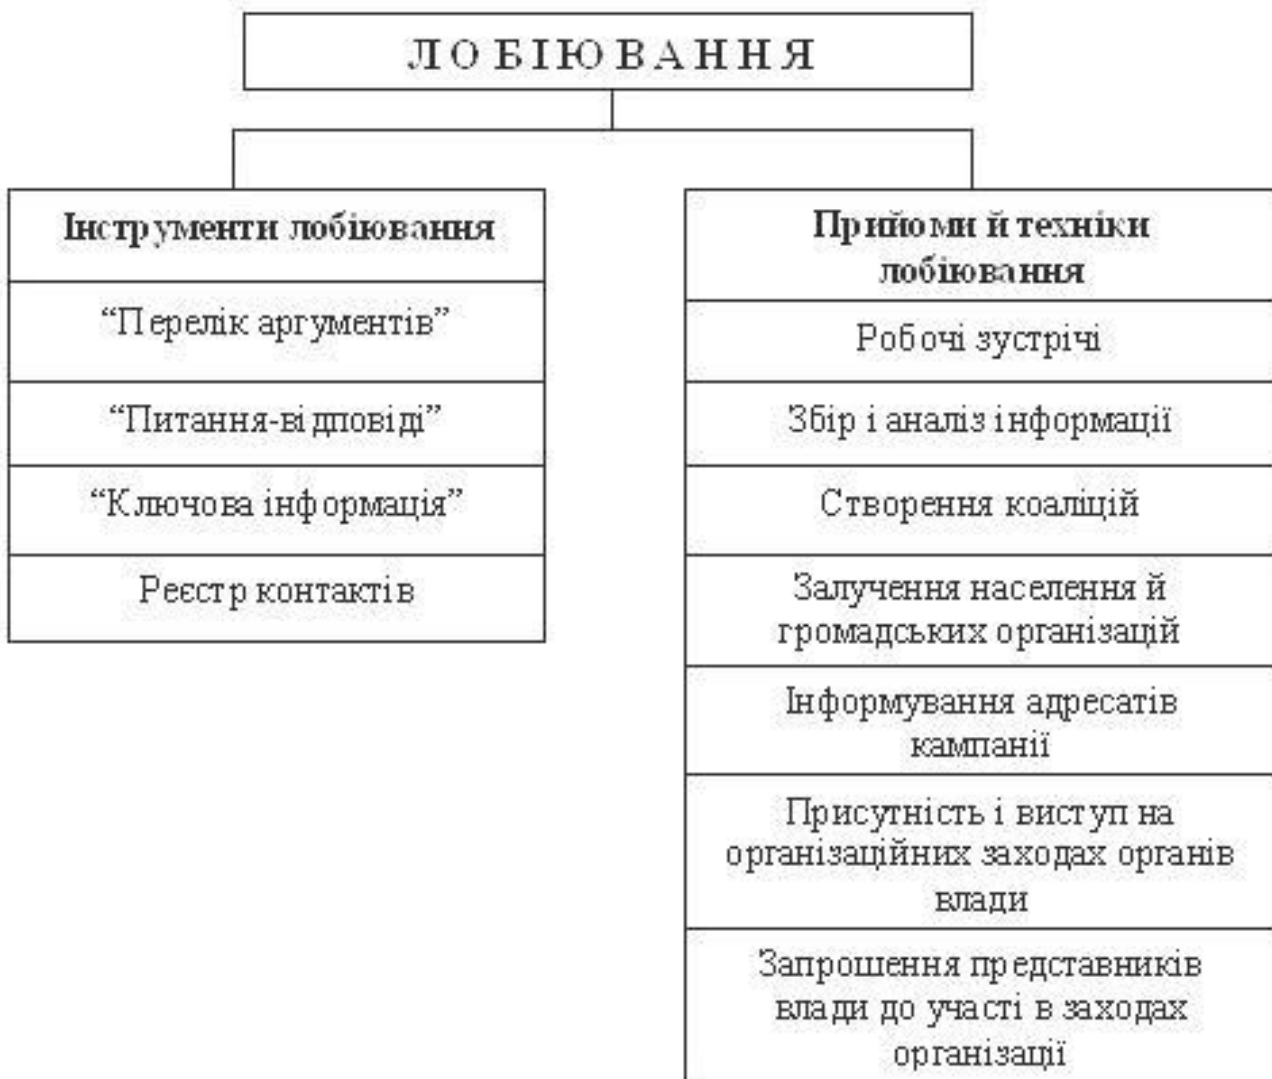 ЛОБІЮВАННЯ
Інструменти лобіювання
“Перелік аргументів”
“Питання-відповіді”
“Ключова інформація”
Реєстр контактів
Прийоми й техніки
лобіювання
Робочі зустрічі
Збір і аналіз інформації
Створення коаліцій
Залучення населення й
громадських організацій
Інформування адресатів
кампанії
Присутність і виступ на
організаційних заходах органів
влади
Запрошення представників
влади до участі в заходах
організації